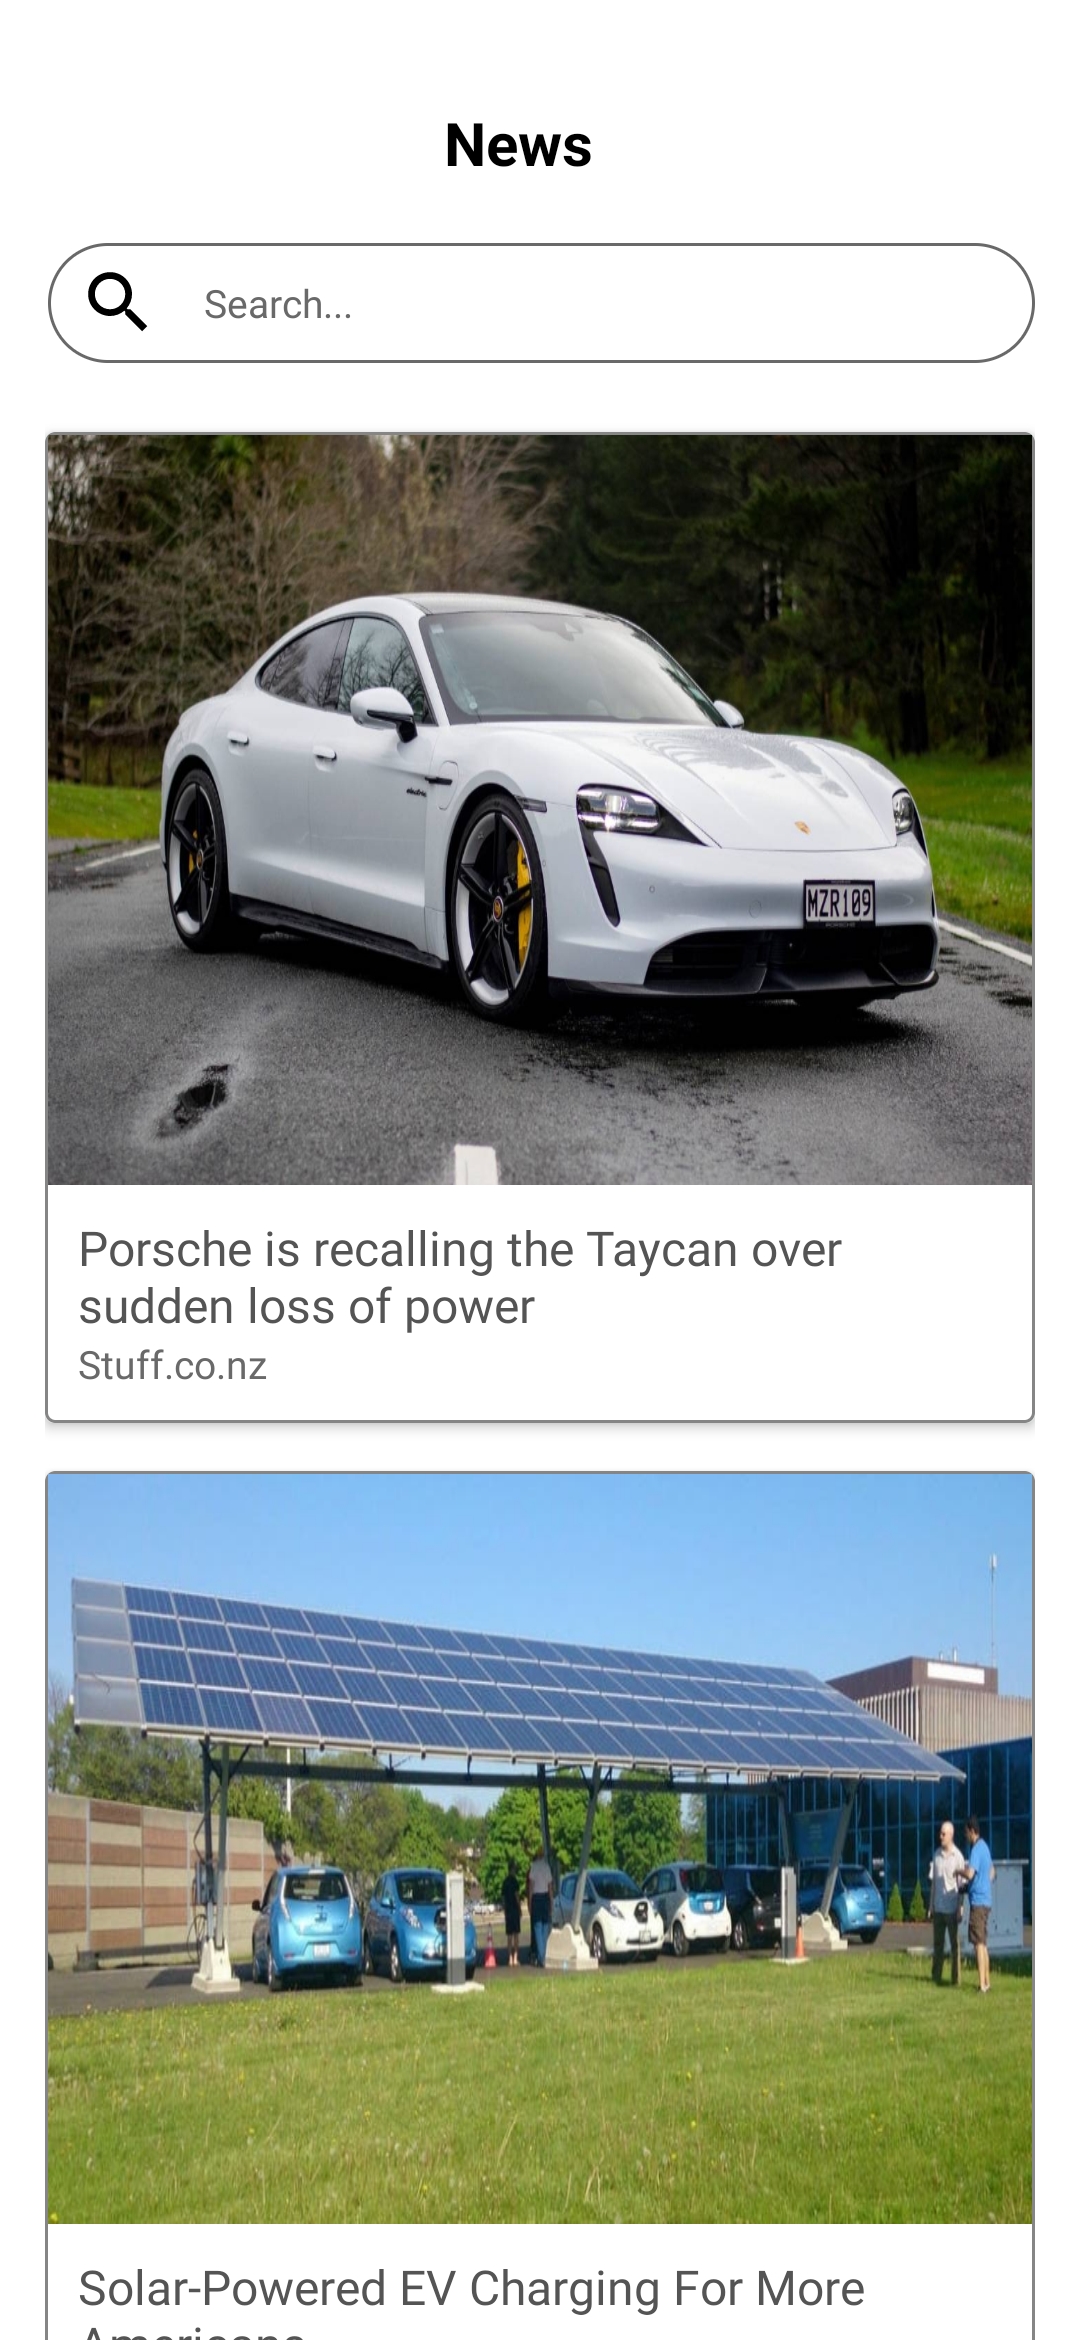 News
Search...
MZR109
Porsche is recalling the Taycan over
sudden loss of power
Stuff.co.nz
Solar-Powered EV Charging For More